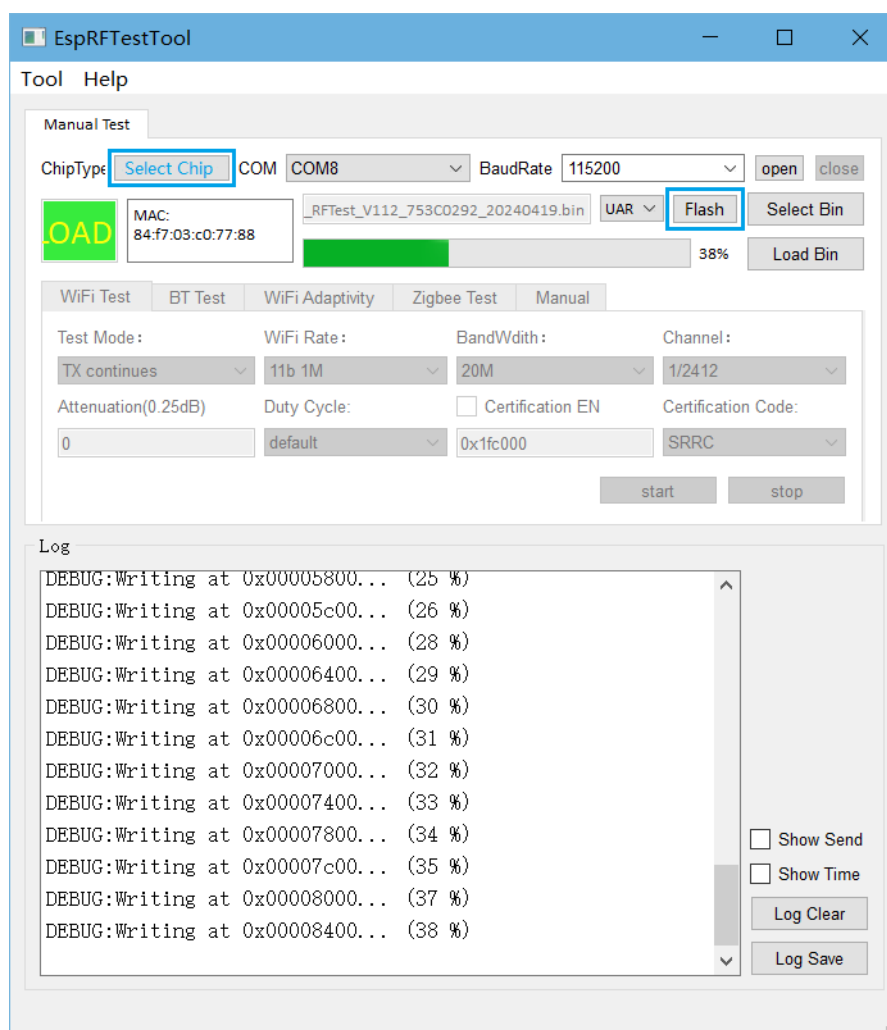 EspRFTestTool
Tool Help
Manual Test
ChipType Select Chip COM COM8 BaudRate 115200 open close
LOAD MAC: _RFTest_V112_753C0292_20240419.bin UAR Flash Select Bin
84:f7:03:c0:77:88
38% Load Bin
WiFi Test BT Test WiFi Adaptivity Zigbee Test Manual
Test Mode: WiFi Rate: BandWdith: Channel:
TX continues 11b 1M 20M 1/2412
Attenuation(0.25dB) Duty Cycle: Certification EN Certification Code:
0 default 0x1fc000 SRRC
start stop
Log
DEBUG:Writing at 0x00005800... (25 %)
DEBUG:Writing at 0x00005c00... (26 %)
DEBUG:Writing at 0x00006000... (28 %)
DEBUG:Writing at 0x00006400... (29 %)
DEBUG:Writing at 0x00006800... (30 %)
DEBUG:Writing at 0x00006c00... (31 %)
DEBUG:Writing at 0x00007000... (32 %)
DEBUG:Writing at 0x00007400... (33 %)
DEBUG:Writing at 0x00007800... (34 %)
DEBUG:Writing at 0x00007c00... (35 %)
DEBUG:Writing at 0x00008000... (37 %)
DEBUG:Writing at 0x00008400... (38 %)
Show Send
Show Time
Log Clear
Log Save